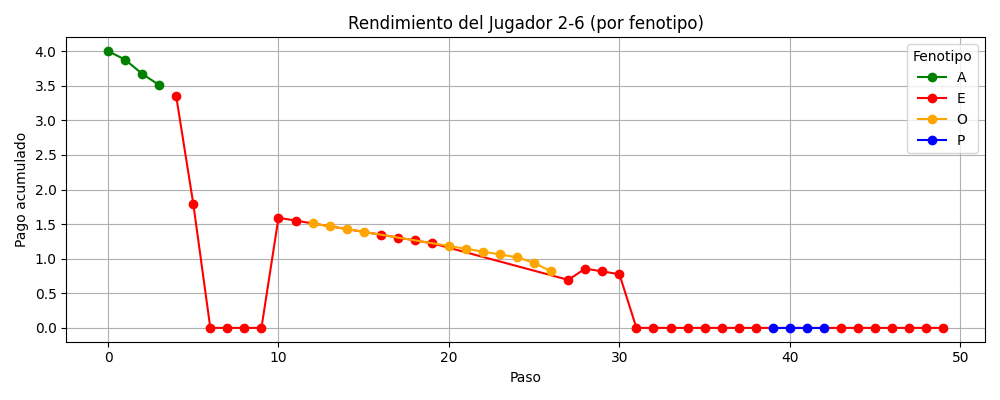 Rendimiento del Jugador 2-6 (por fenotipo)
Pago acumulado
4.0
3.5
3.0
2.5
2.0
1.5
1.0
0.5
0.0
Fenotipo
A
E
O
P
0 10 20 30 40 50
Paso